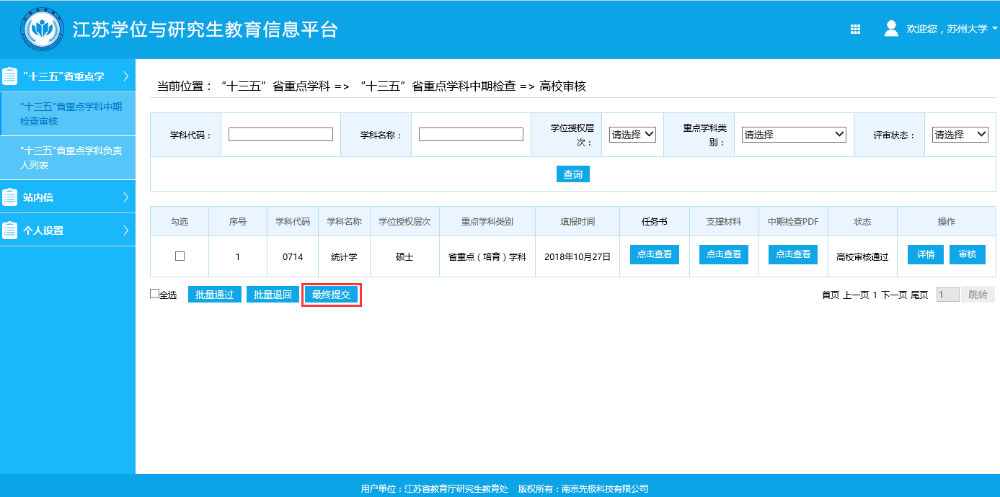 江苏学位与研究生教育信息平台
欢迎您，苏州大学
"十三五"省重点学
"十三五"省重点学科中期
检查审核
"十三五"省重点学科负责
人列表
站内信
个人设置
当前位置：“十三五”省重点学科 => “十三五”省重点学科中期检查 => 高校审核
学科代码：
学科名称：
学位授权层
次：
请选择
重点学科类
别：
请选择
评审状态：
请选择
查询
勾选 序号 学科代码 学科名称 学位授权层次 重点学科类别 填报时间 任务书 支撑材料 中期检查PDF 状态 操作
1 0714 统计学 硕士 省重点（培育）学科 2018年10月27日 点击查看 点击查看 点击查看 高校审核通过 详情 审核
全选 批量通过 批量退回 最终提交
首页 上一页 1 下一页 尾页 1 跳转
用户单位：江苏省教育厅研究生教育处 版权所有：南京先极科技有限公司